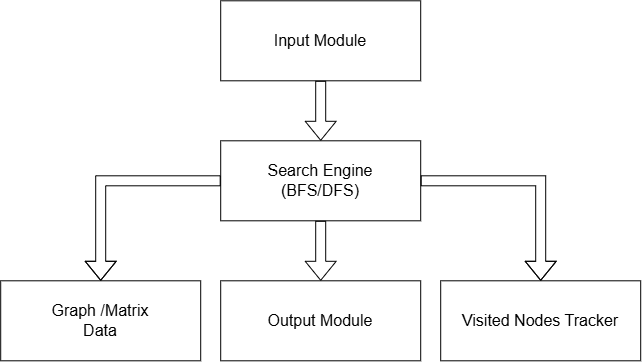 Input Module
Search Engine
(BFS/DFS)
Graph /Matrix
Data
Output Module
Visited Nodes Tracker